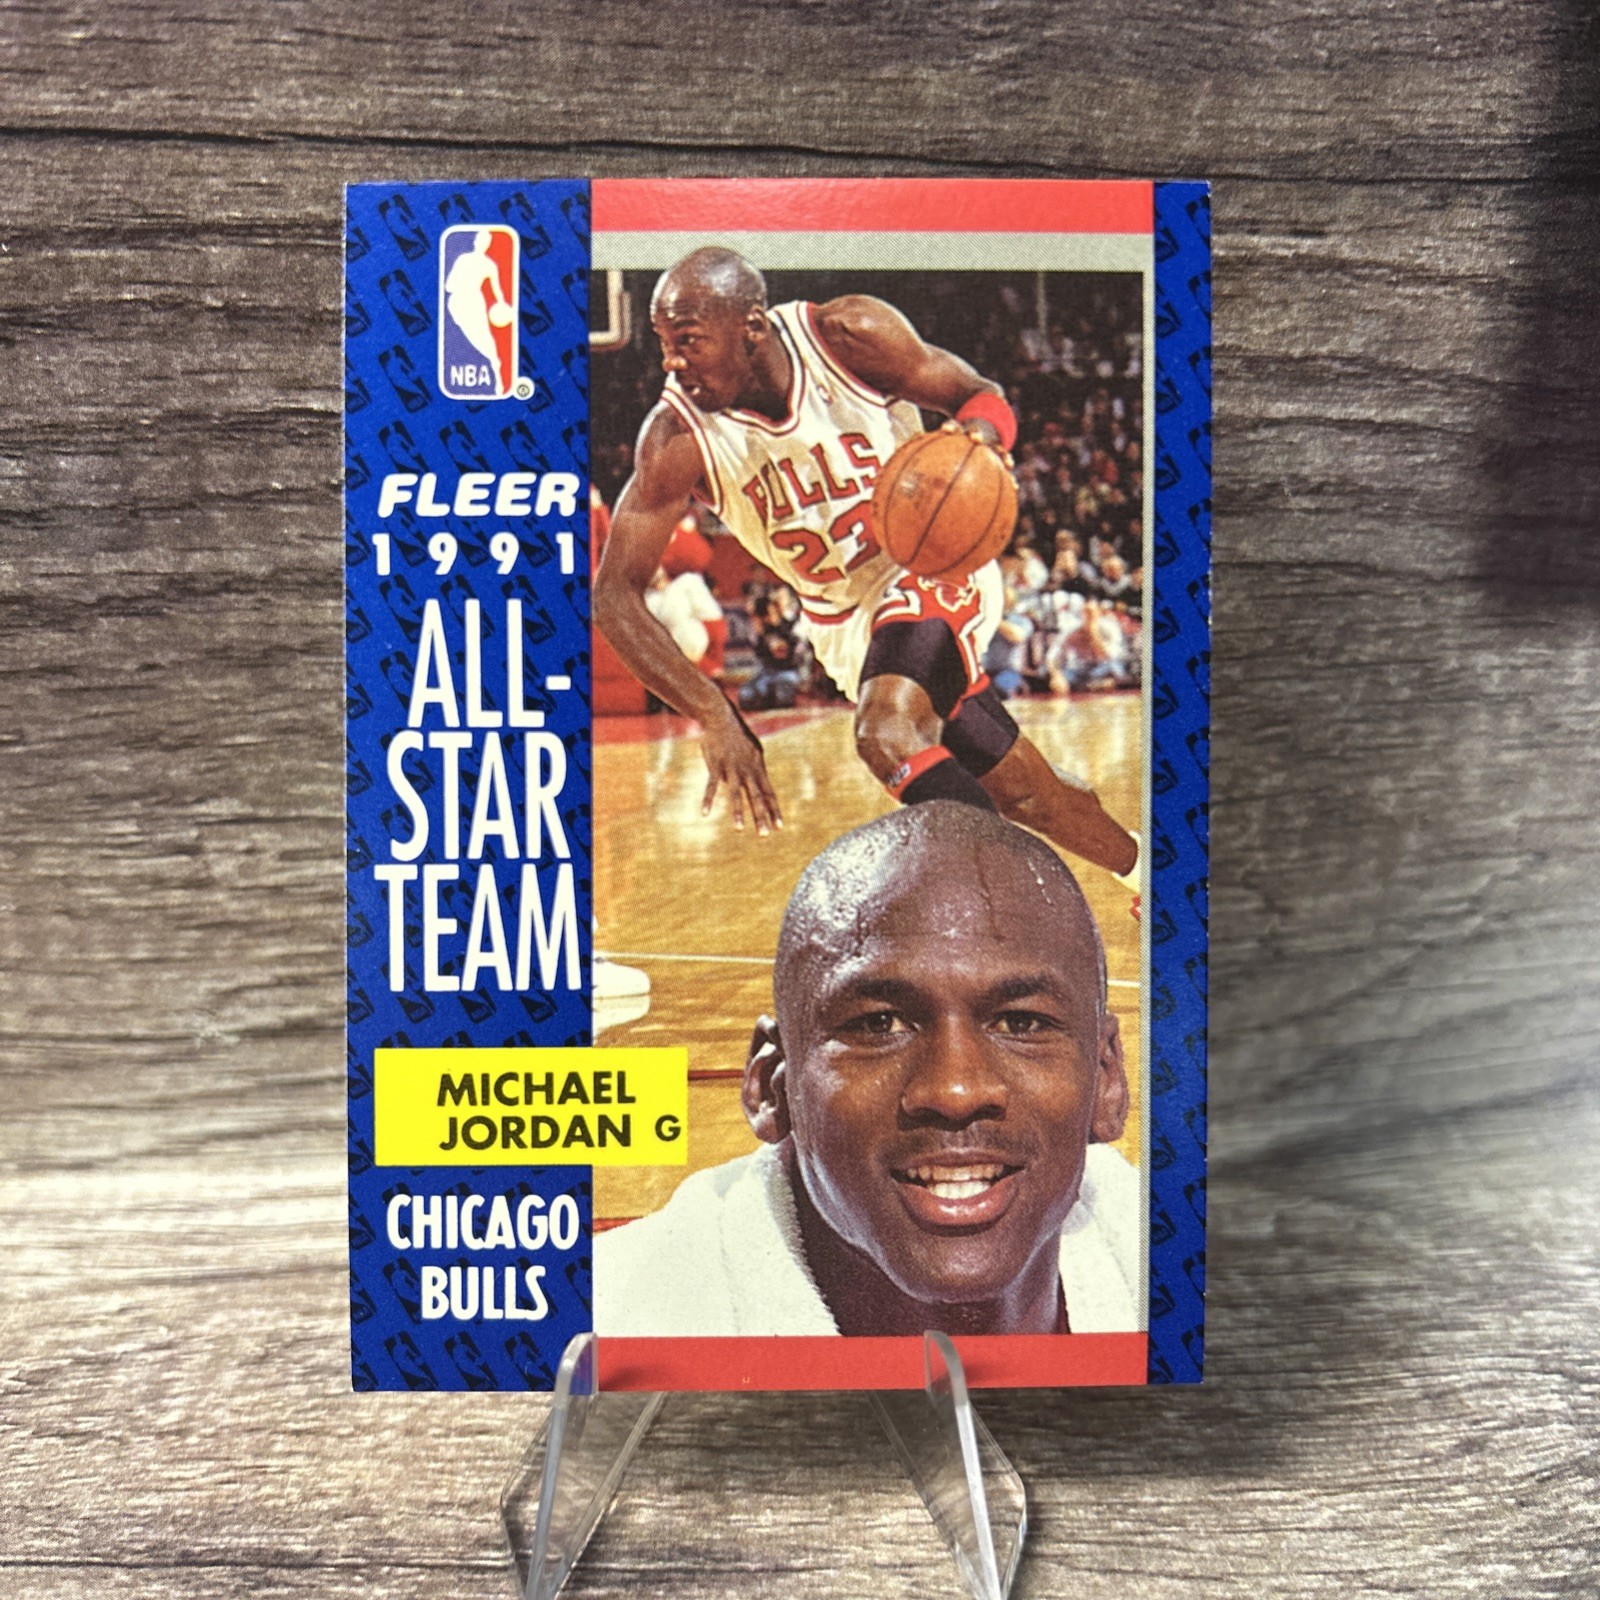 NBA
FLEER
1991
ALL-
STAR
TEAM
MICHAEL
JORDAN G
CHICAGO
BULLS
BULLS
23